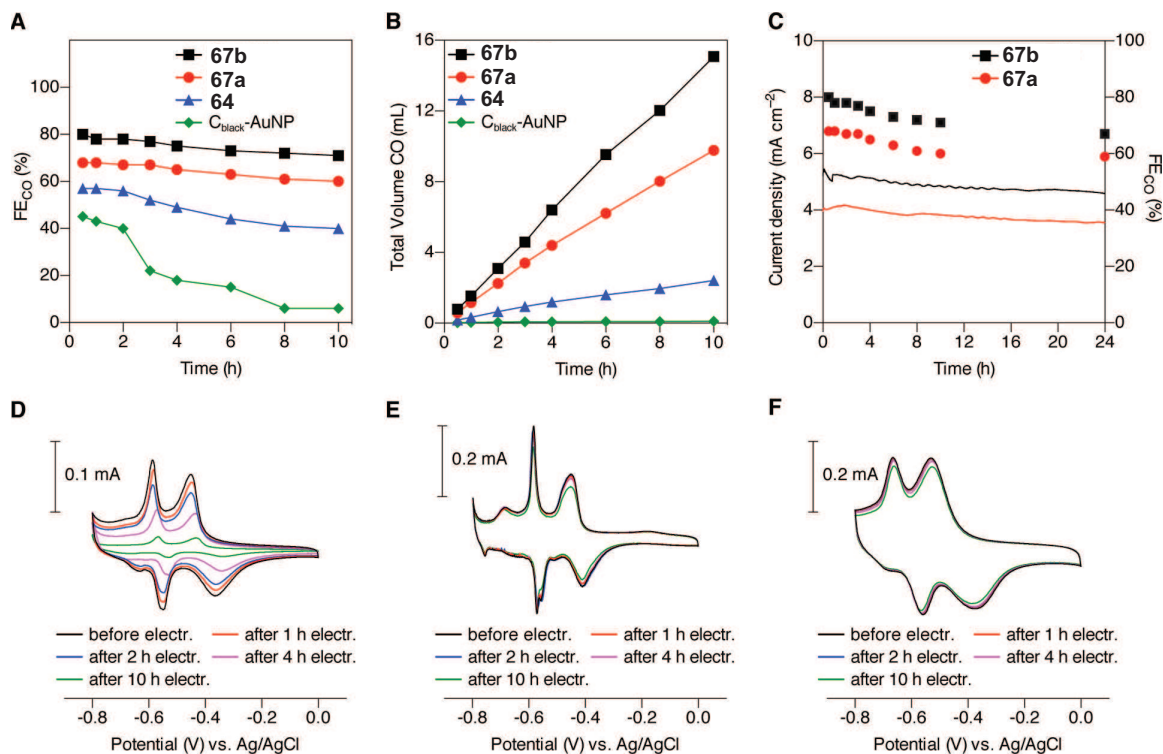 A
67b
67a
64
C_black-AuNP
100
80
60
40
20
0
FE_CO (%)
0 2 4 6 8 10
Time (h)
B
67b
67a
64
C_black-AuNP
16
12
8
4
0
Total Volume CO (mL)
0 2 4 6 8 10
Time (h)
C
67b
67a
10
8
6
4
2
0
Current density (mA cm⁻²)
100
80
60
40
20
0
FE_CO (%)
0 4 8 12 16 20 24
Time (h)
D
0.1 mA
before electr. after 1 h electr.
after 2 h electr. after 4 h electr.
after 10 h electr.
-0.8 -0.6 -0.4 -0.2 0.0
Potential (V) vs. Ag/AgCl
E
0.2 mA
before electr. after 1 h electr.
after 2 h electr. after 4 h electr.
after 10 h electr.
-0.8 -0.6 -0.4 -0.2 0.0
Potential (V) vs. Ag/AgCl
F
0.2 mA
before electr. after 1 h electr.
after 2 h electr. after 4 h electr.
after 10 h electr.
-0.8 -0.6 -0.4 -0.2 0.0
Potential (V) vs. Ag/AgCl